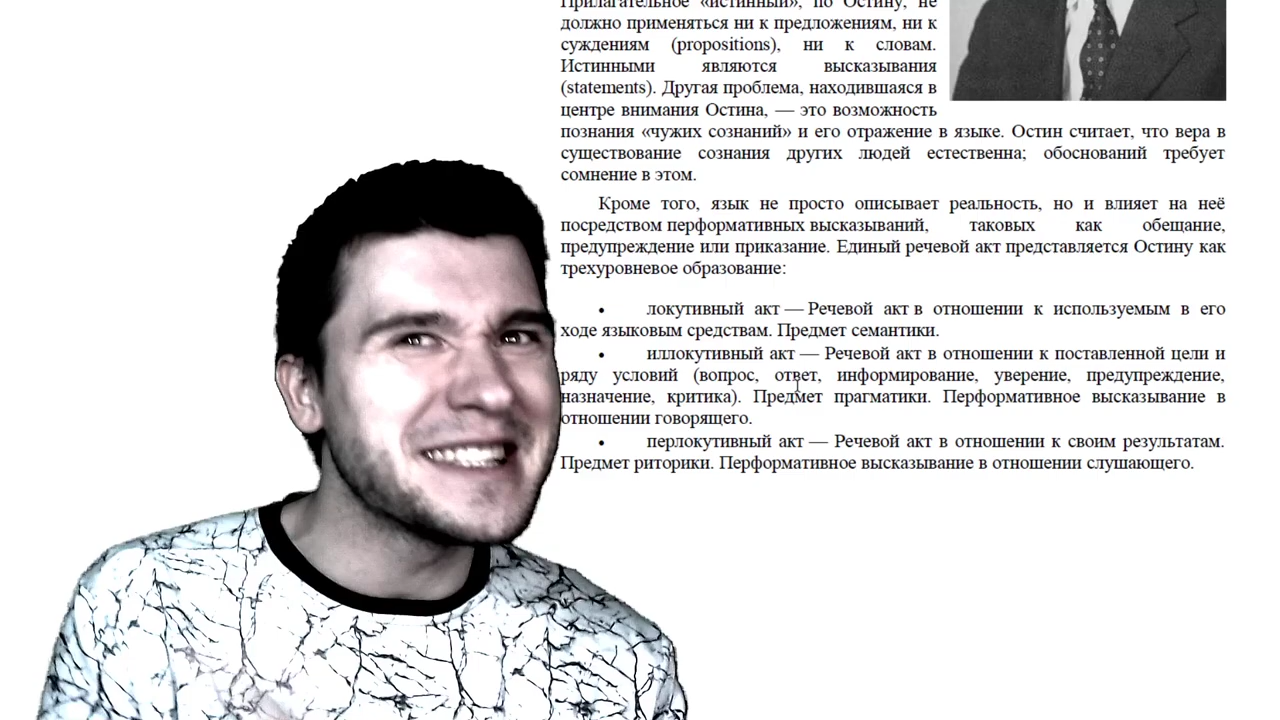 Прилагательное «истинный», по Остину, не
должно применяться ни к предложениям, ни к
суждениям (propositions), ни к словам.
Истинными являются высказывания
(statements). Другая проблема, находившаяся в
центре внимания Остина, — это возможность
познания «чужих сознаний» и его отражение в языке. Остин считает, что вера в
существование сознания других людей естественна; обоснований требует
сомнение в этом.
Кроме того, язык не просто описывает реальность, но и влияет на неё
посредством перформативных высказываний, таковых как обещание,
предупреждение или приказание. Единый речевой акт представляется Остину как
трехуровневое образование:
• локутивный акт — Речевой акт в отношении к используемым в его
ходе языковым средствам. Предмет семантики.
• иллокутивный акт — Речевой акт в отношении к поставленной цели и
ряду условий (вопрос, ответ, информирование, уверение, предупреждение,
назначение, критика). Предмет прагматики. Перформативное высказывание в
отношении говорящего.
• перлокутивный акт — Речевой акт в отношении к своим результатам.
Предмет риторики. Перформативное высказывание в отношении слушающего.